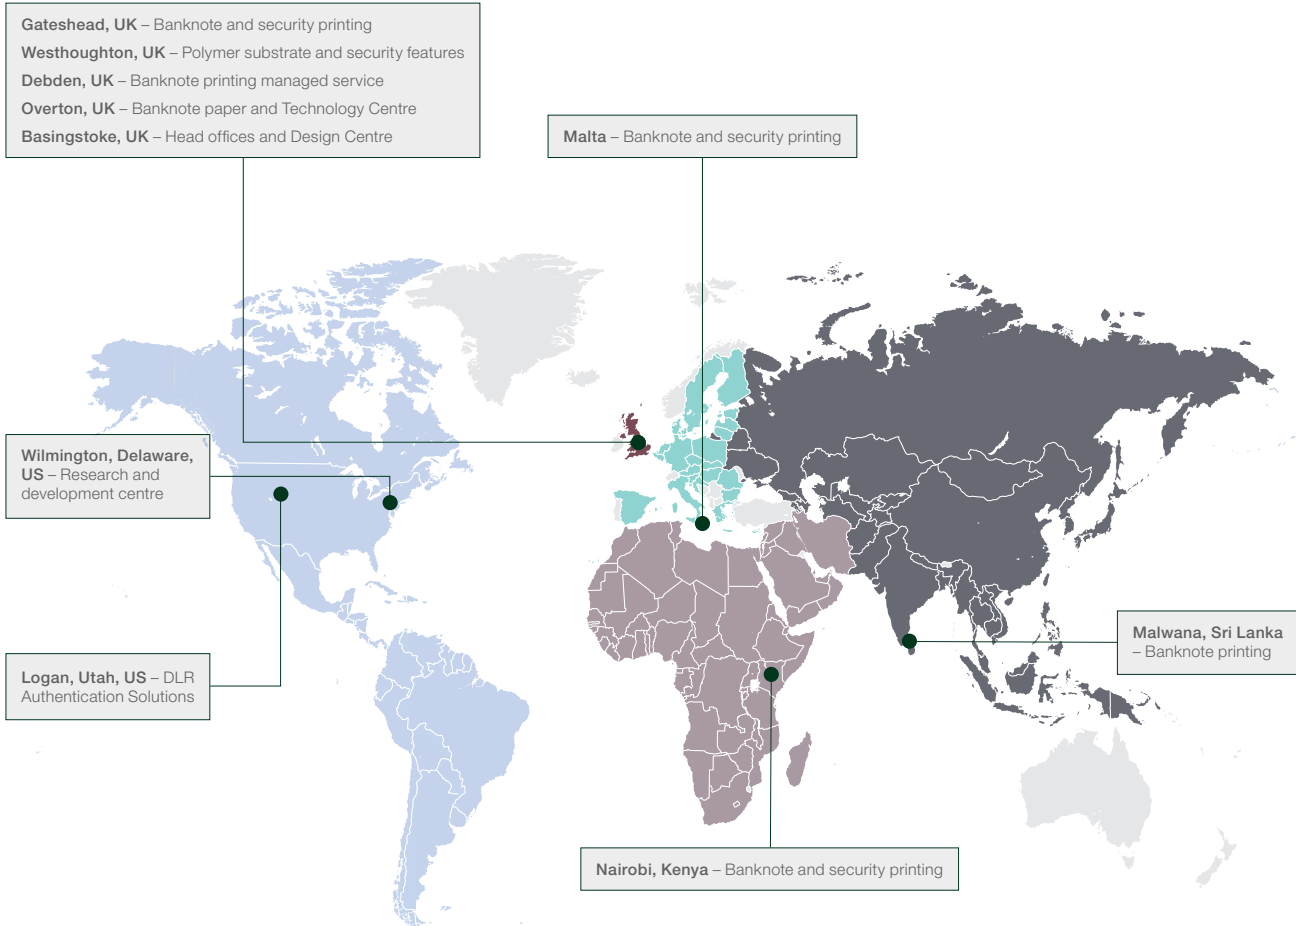 Gateshead, UK – Banknote and security printing
Westhoughton, UK – Polymer substrate and security features
Debden, UK – Banknote printing managed service
Overton, UK – Banknote paper and Technology Centre
Basingstoke, UK – Head offices and Design Centre
Malta – Banknote and security printing
Wilmington, Delaware,
US – Research and
development centre
Malwana, Sri Lanka
– Banknote printing
Logan, Utah, US – DLR
Authentication Solutions
Nairobi, Kenya – Banknote and security printing